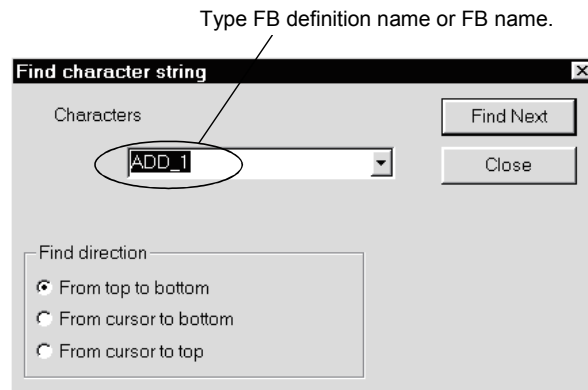 Type FB definition name or FB name.
Find character string
Characters
Find Next
ADD_1
Close
Find direction
From top to bottom
From cursor to bottom
From cursor to top